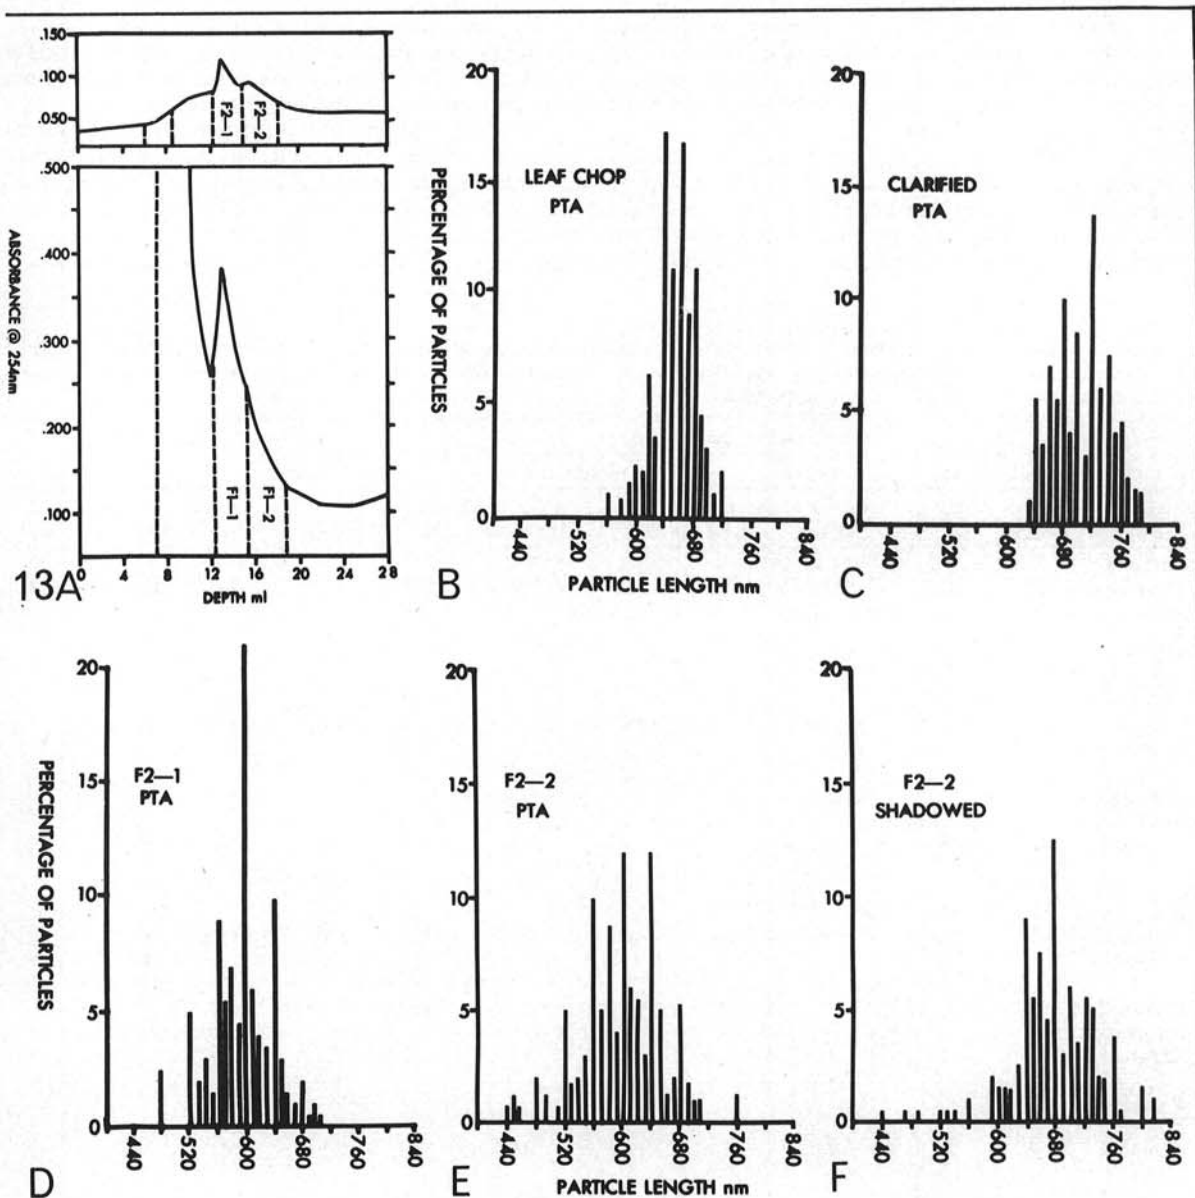 .150
.100
.050
F2—1
F2—2
.500
.400
.300
.200
.100
ABSORBANCE @ 254nm
F1—1
F1—2
0 4 8 12 16 20 24 28
DEPTH ml
13A
20
15
10
5
0
PERCENTAGE OF PARTICLES
LEAF CHOP
PTA
440 520 600 680 760 840
PARTICLE LENGTH nm
B
20
15
10
5
0
CLARIFIED
PTA
440 520 600 680 760 840
C
20
15
10
5
0
PERCENTAGE OF PARTICLES
F2—1
PTA
440 520 600 680 760 840
D
20
15
10
5
0
F2—2
PTA
440 520 600 680 760 840
PARTICLE LENGTH nm
E
20
15
10
5
0
F2—2
SHADOWED
440 520 600 680 760 840
F